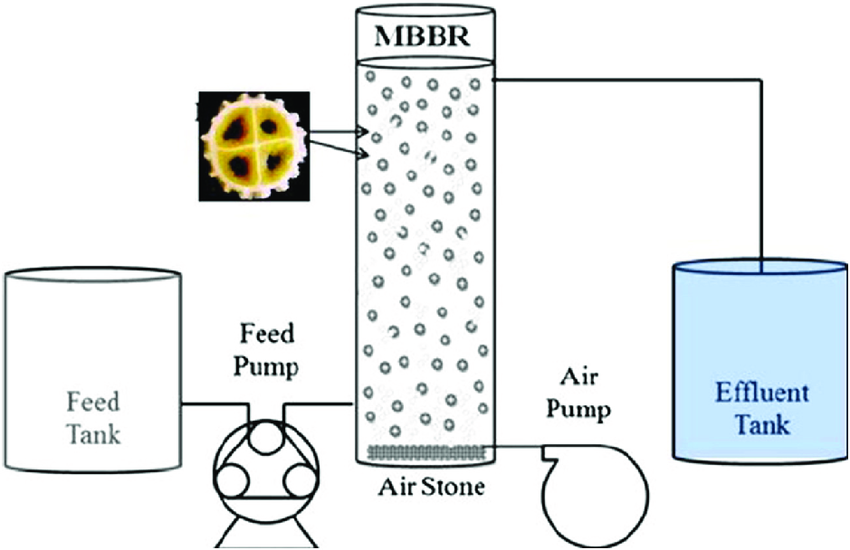 MBBR
Feed
Pump
Air
Pump
Feed
Tank
Effluent
Tank
Air Stone